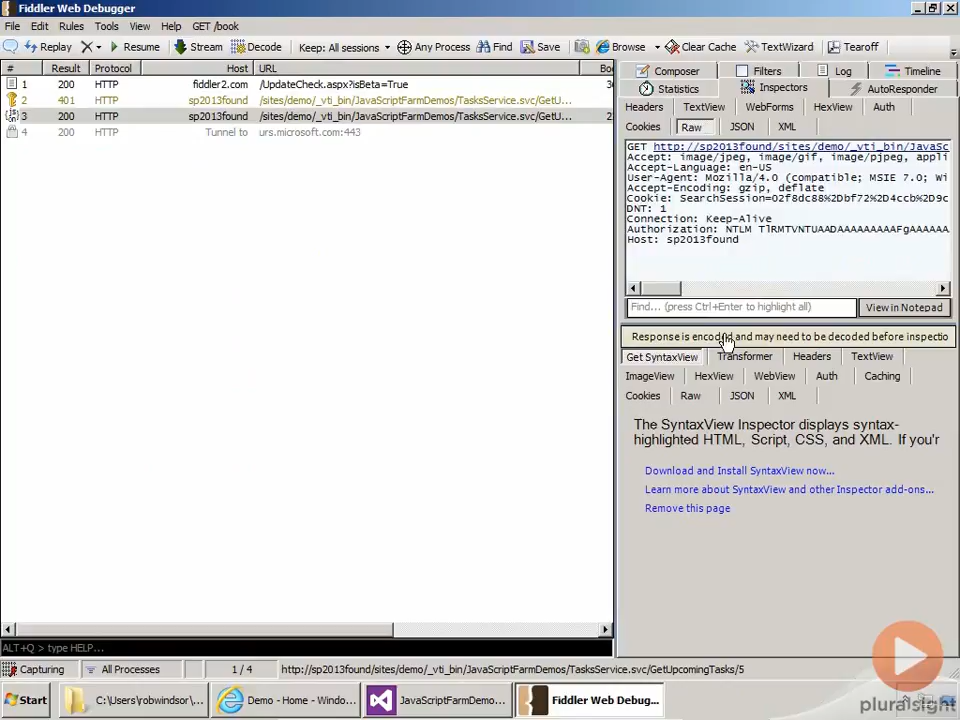 Fiddler Web Debugger
File Edit Rules Tools View Help GET /book
Replay Resume Stream Decode Keep: All sessions Any Process Find Save Browse Clear Cache TextWizard Tearoff
# Result Protocol Host URL
1 200 HTTP fiddler2.com /UpdateCheck.aspx?isBeta=True
2 401 HTTP sp2013found /sites/demo/_vti_bin/JavaScriptFarmDemos/TasksService.svc/GetU...
3 200 HTTP sp2013found /sites/demo/_vti_bin/JavaScriptFarmDemos/TasksService.svc/GetU...
4 200 HTTP Tunnel to urs.microsoft.com:443
Composer Filters Log Timeline
Statistics Inspectors AutoResponder
Headers TextView WebForms HexView Auth
Cookies Raw JSON XML
GET http://sp2013found/sites/demo/_vti_bin/JavaSc
Accept: image/jpeg, image/gif, image/pjpeg, appli
Accept-Language: en-US
User-Agent: Mozilla/4.0 (compatible; MSIE 7.0; Wi
Accept-Encoding: gzip, deflate
Cookie: SearchSession=02f8dc88%2Dbf72%2D4ccb%2D9c
DNT: 1
Connection: Keep-Alive
Authorization: NTLM TlRMTVNTUAADAAAAAAAAAFgAAAAAA
Host: sp2013found
Find... (press Ctrl+Enter to highlight all) View in Notepad
Response is encoded and may need to be decoded before inspectio
Get SyntaxView Transformer Headers TextView
ImageView HexView WebView Auth Caching
Cookies Raw JSON XML
The SyntaxView Inspector displays syntax-
highlighted HTML, Script, CSS, and XML. If you'r
Download and Install SyntaxView now...
Learn more about SyntaxView and other Inspector add-ons...
Remove this page
ALT+Q > type HELP...
Capturing All Processes 1 / 4 http://sp2013found/sites/demo/_vti_bin/JavaScriptFarmDemos/TasksService.svc/GetUpcomingTasks/5
Start C:\Users\robwindsor\... Demo - Home - Windo... JavaScriptFarmDemo... Fiddler Web Debug...
pluralsight